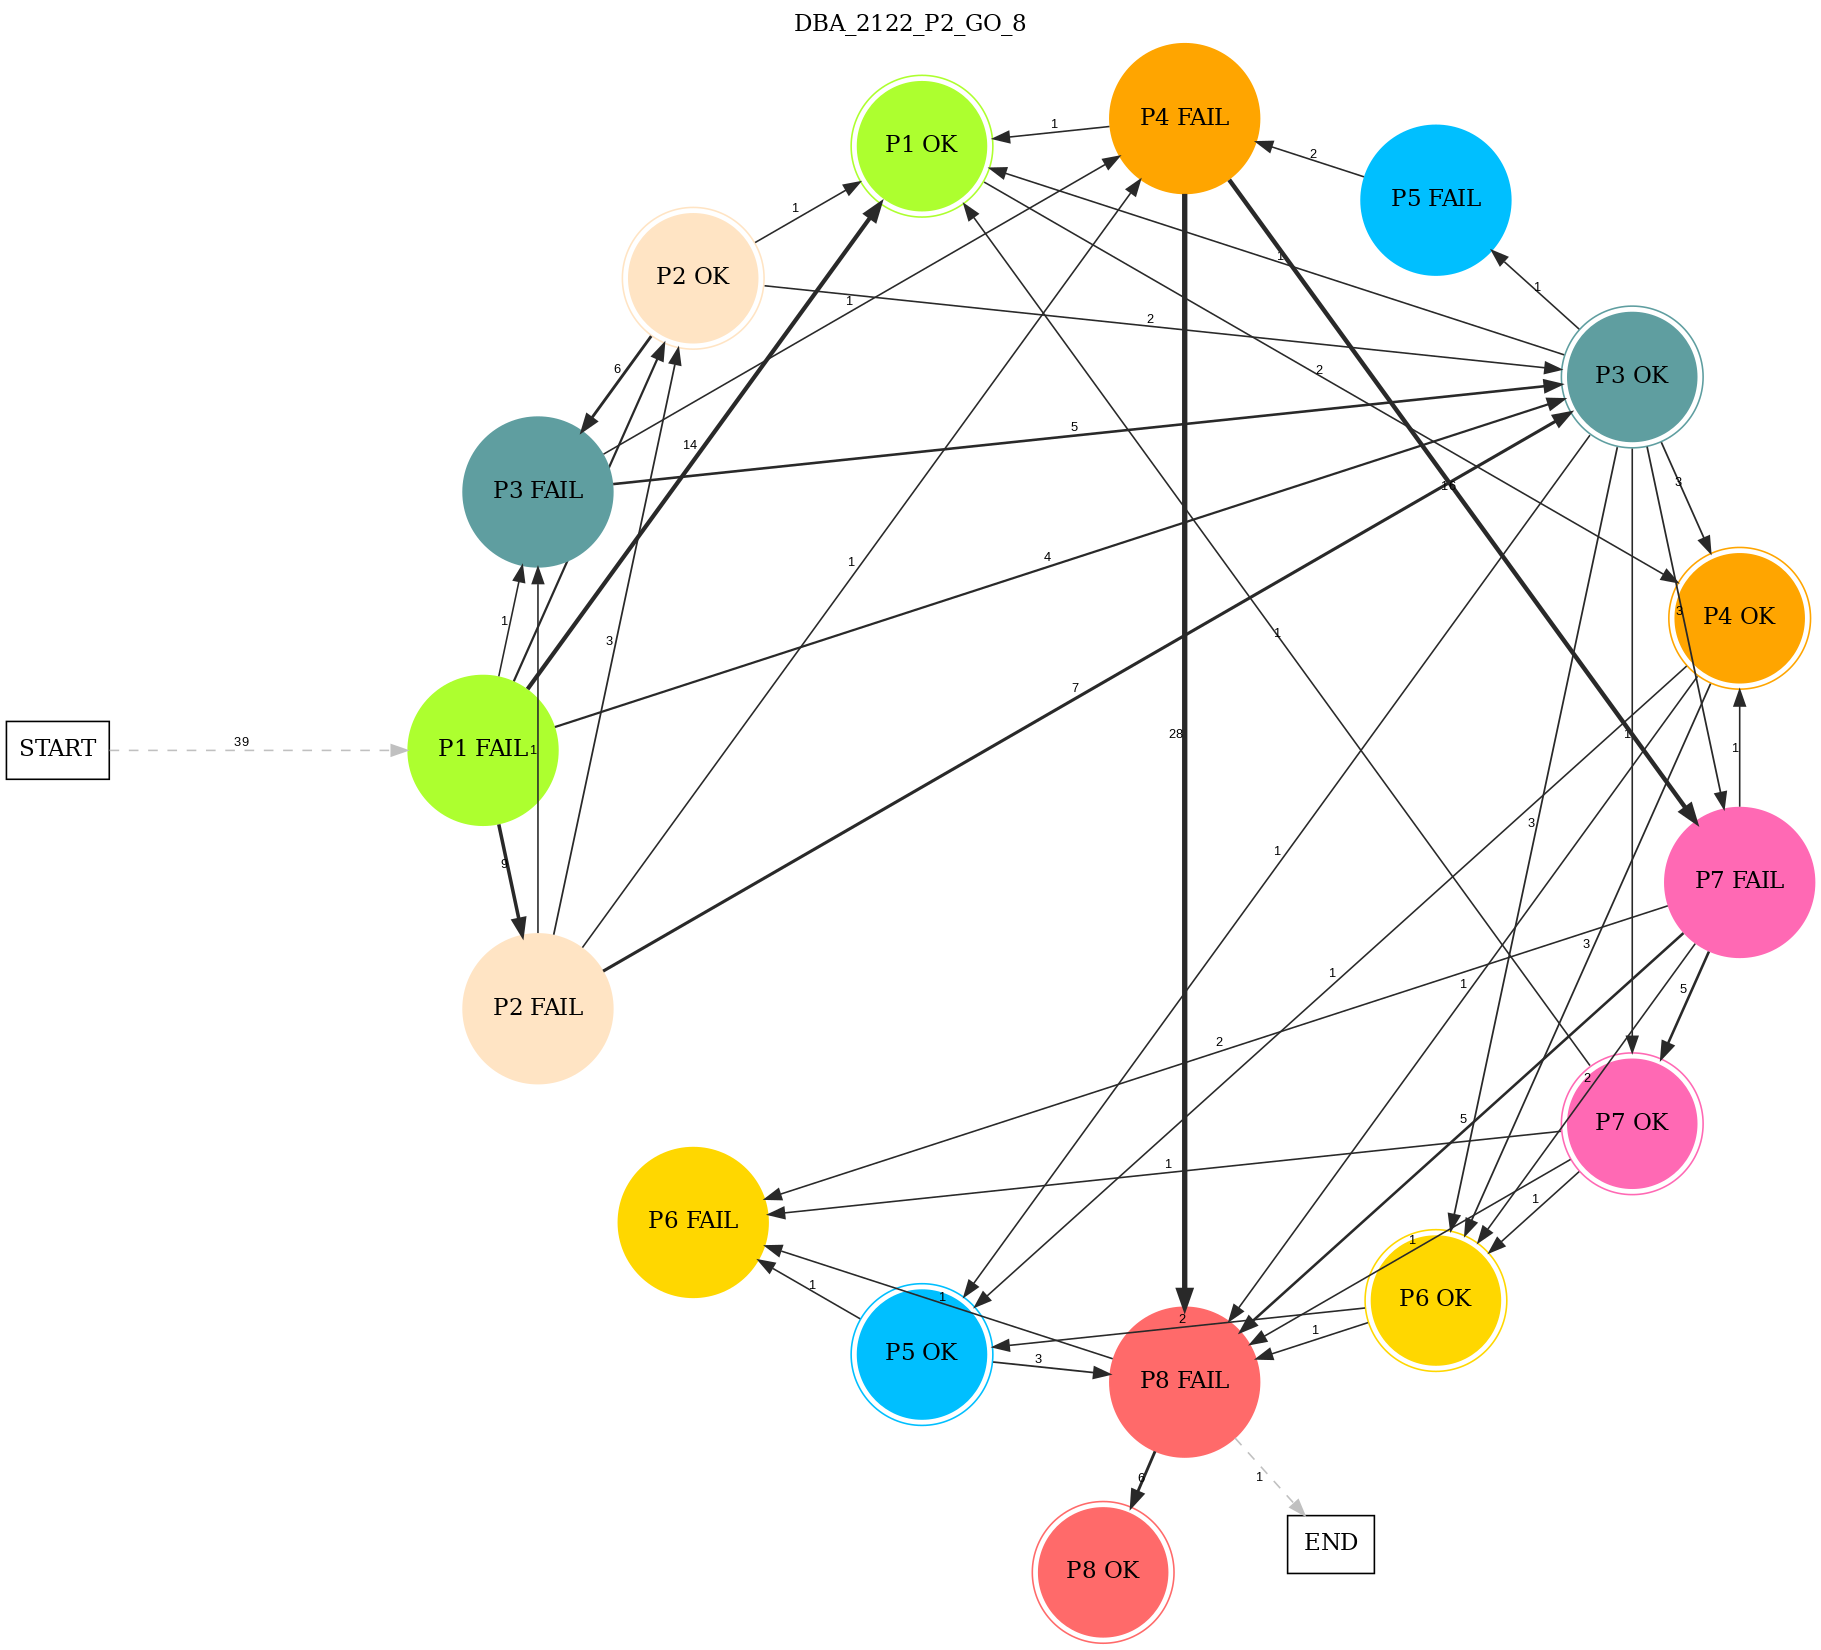 DBA_2122_P2_GO_8
P4 FAIL
P1 OK
1
2
P5 FAIL
1
P2 OK
1
1
1
2
6
2
P3 OK
5
14
P3 FAIL
16
3
4
1
1
3
1
3
P4 OK
7
1
START
39
P1 FAIL
1
28
1
1
9
3
1
P7 FAIL
3
1
1
5
P2 FAIL
2
2
5
P7 OK
1
1
P6 FAIL
1
1
1
2
P6 OK
1
3
P5 OK
P8 FAIL
6
1
END
P8 OK